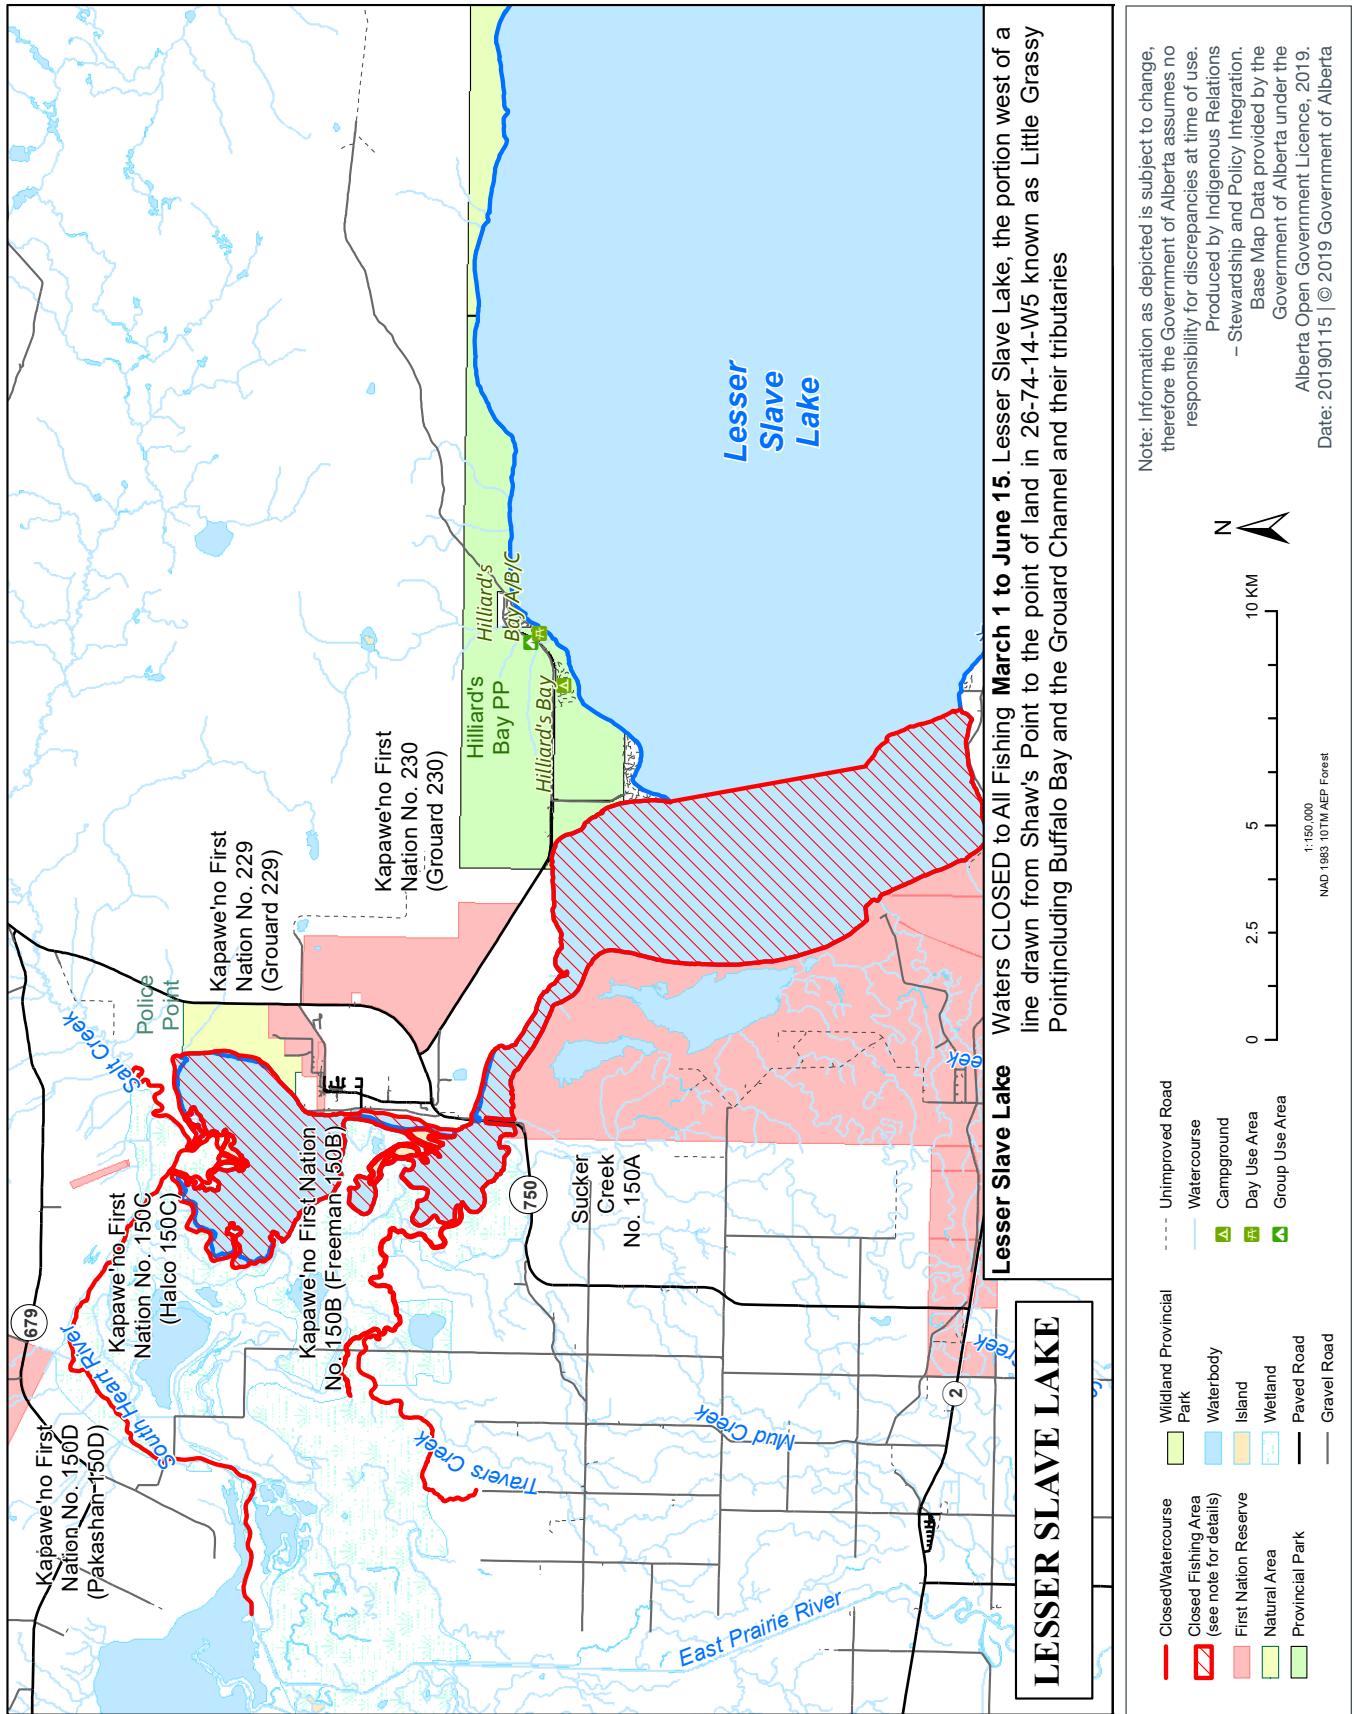 679
Kapawe'no First
Nation No. 150D
(Pakashan 150D)
South Heart River
Kapawe'no First
Nation No. 150C
(Halco 150C)
Salt Creek
Police
Point
Kapawe'no First
Nation No. 229
(Grouard 229)
Kapawe'no First Nation
No. 150B (Freeman 150B)
Kapawe'no First
Nation No. 230
(Grouard 230)
Hilliard's
Bay PP
Hilliard's
Bay A/B/C
Hilliard's Bay
Travers Creek
750
Sucker
Creek
No. 150A
Mud Creek
East Prairie River
2
Creek
eek
Lesser
Slave
Lake
LESSER SLAVE LAKE
Lesser Slave Lake Waters CLOSED to All Fishing March 1 to June 15. Lesser Slave Lake, the portion west of a
line drawn from Shaw's Point to the point of land in 26-74-14-W5 known as Little Grassy
Point,including Buffalo Bay and the Grouard Channel and their tributaries
ClosedWatercourse
Closed Fishing Area
(see note for details)
First Nation Reserve
Natural Area
Provincial Park
Wildland Provincial
Park
Waterbody
Island
Wetland
Paved Road
Gravel Road
Unimproved Road
Watercourse
Campground
Day Use Area
Group Use Area
0 2.5 5 10 KM
1:150,000
NAD 1983 10TM AEP Forest
N
Note: Information as depicted is subject to change,
therefore the Government of Alberta assumes no
responsibility for discrepancies at time of use.
Produced by Indigenous Relations
– Stewardship and Policy Integration.
Base Map Data provided by the
Government of Alberta under the
Alberta Open Government Licence, 2019.
Date: 20190115 | © 2019 Government of Alberta